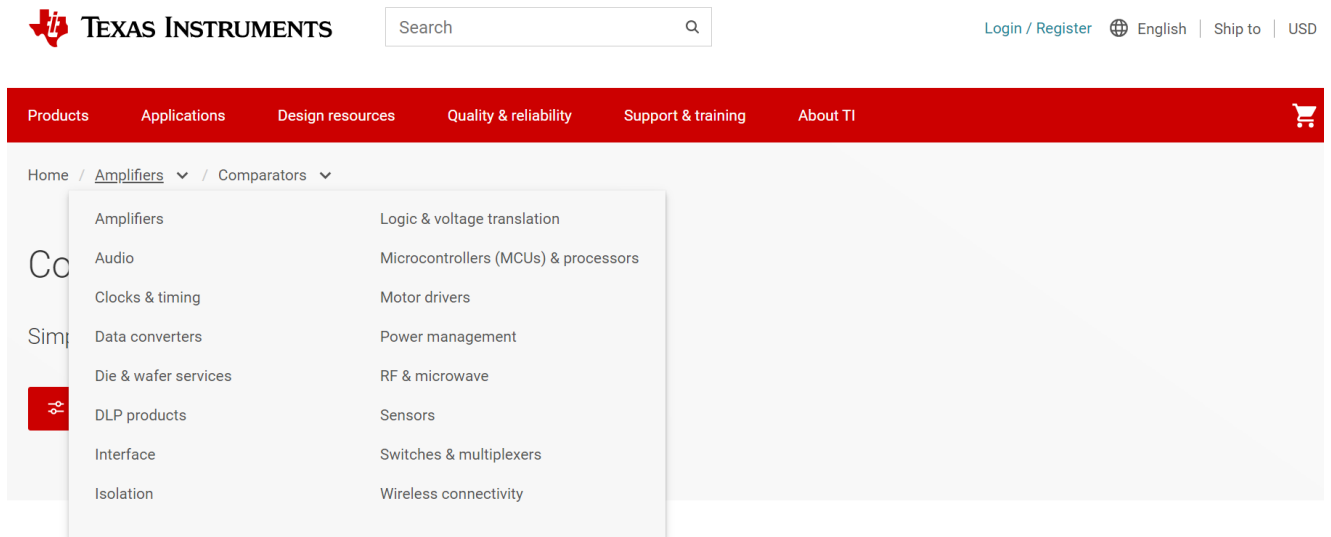 TEXAS INSTRUMENTS
Search
Login / Register English Ship to USD
Products Applications Design resources Quality & reliability Support & training About TI
Home / Amplifiers / Comparators
Amplifiers Logic & voltage translation
Co
Audio Microcontrollers (MCUs) & processors
Clocks & timing Motor drivers
Data converters Power management
Die & wafer services RF & microwave
DLP products Sensors
Interface Switches & multiplexers
Isolation Wireless connectivity